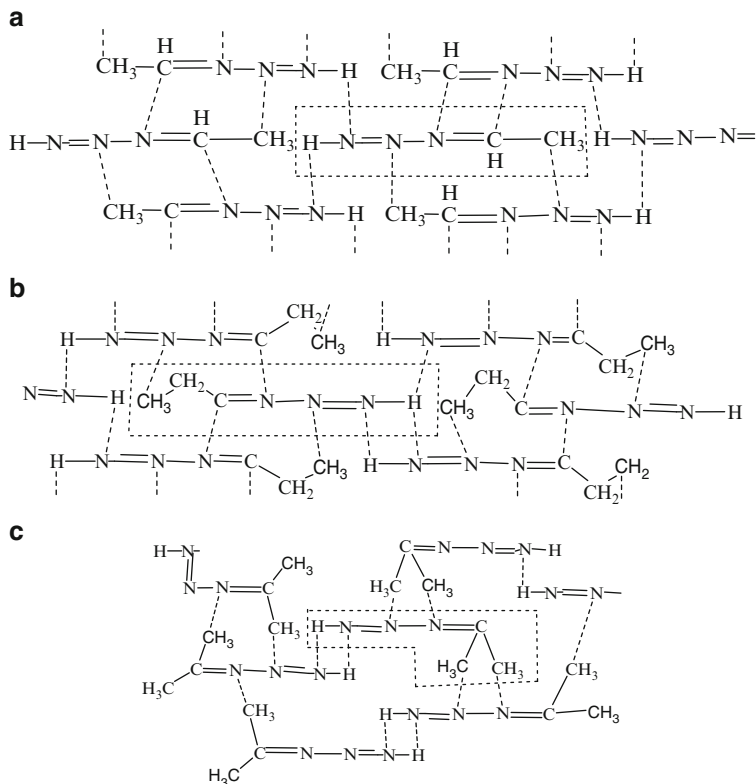 a
H H
CH₃ C N N N H CH₃ C N N N H
H
H N N N C CH₃ H N N N C CH₃ H N N N
H
H H
CH₃ C N N N H CH₃ C N N N H
b
CH₂
H N N N C CH₃ H N N N C CH₃
CH₂
CH₂ CH₂
N N H CH₃ C N N N H CH₃ C N N N H
H N N N C CH₃ H N N N C CH₂
CH₂ CH₂
c
H N CH₃ C N N N H
N N C H₃C CH₃ H N N
CH₃ CH₃ H N N N C
H₃C C N N N H H₃C CH₃ CH₃
CH₃ H N N N C CH₃
C N N N H
H₃C